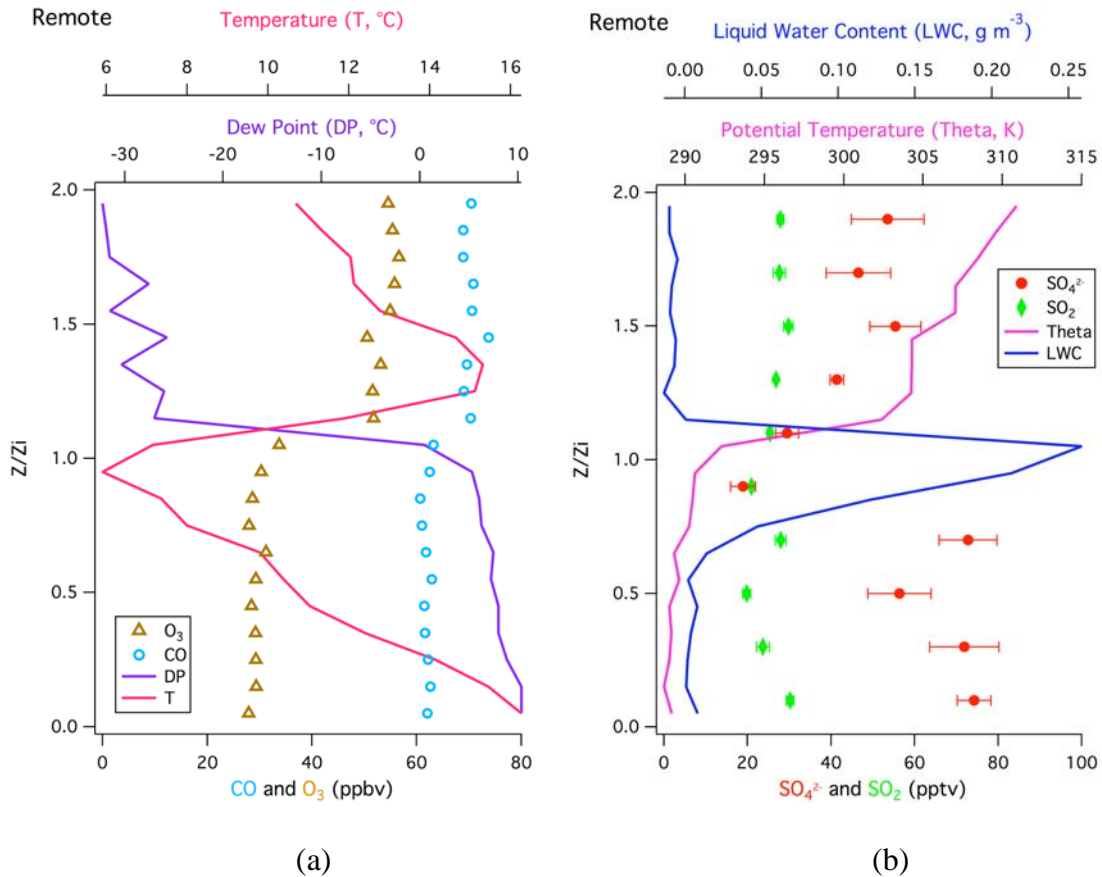 Remote
Temperature (T, °C)
6 8 10 12 14 16
Dew Point (DP, °C)
-30 -20 -10 0 10
2.0
1.5
1.0
0.5
0.0
Z/Zi
O₃
CO
DP
T
0 20 40 60 80
CO and O₃ (ppbv)
(a)
Remote
Liquid Water Content (LWC, g m⁻³)
0.00 0.05 0.10 0.15 0.20 0.25
Potential Temperature (Theta, K)
290 295 300 305 310 315
2.0
1.5
1.0
0.5
0.0
Z/Zi
SO₄²⁻
SO₂
Theta
LWC
0 20 40 60 80 100
SO₄²⁻ and SO₂ (pptv)
(b)